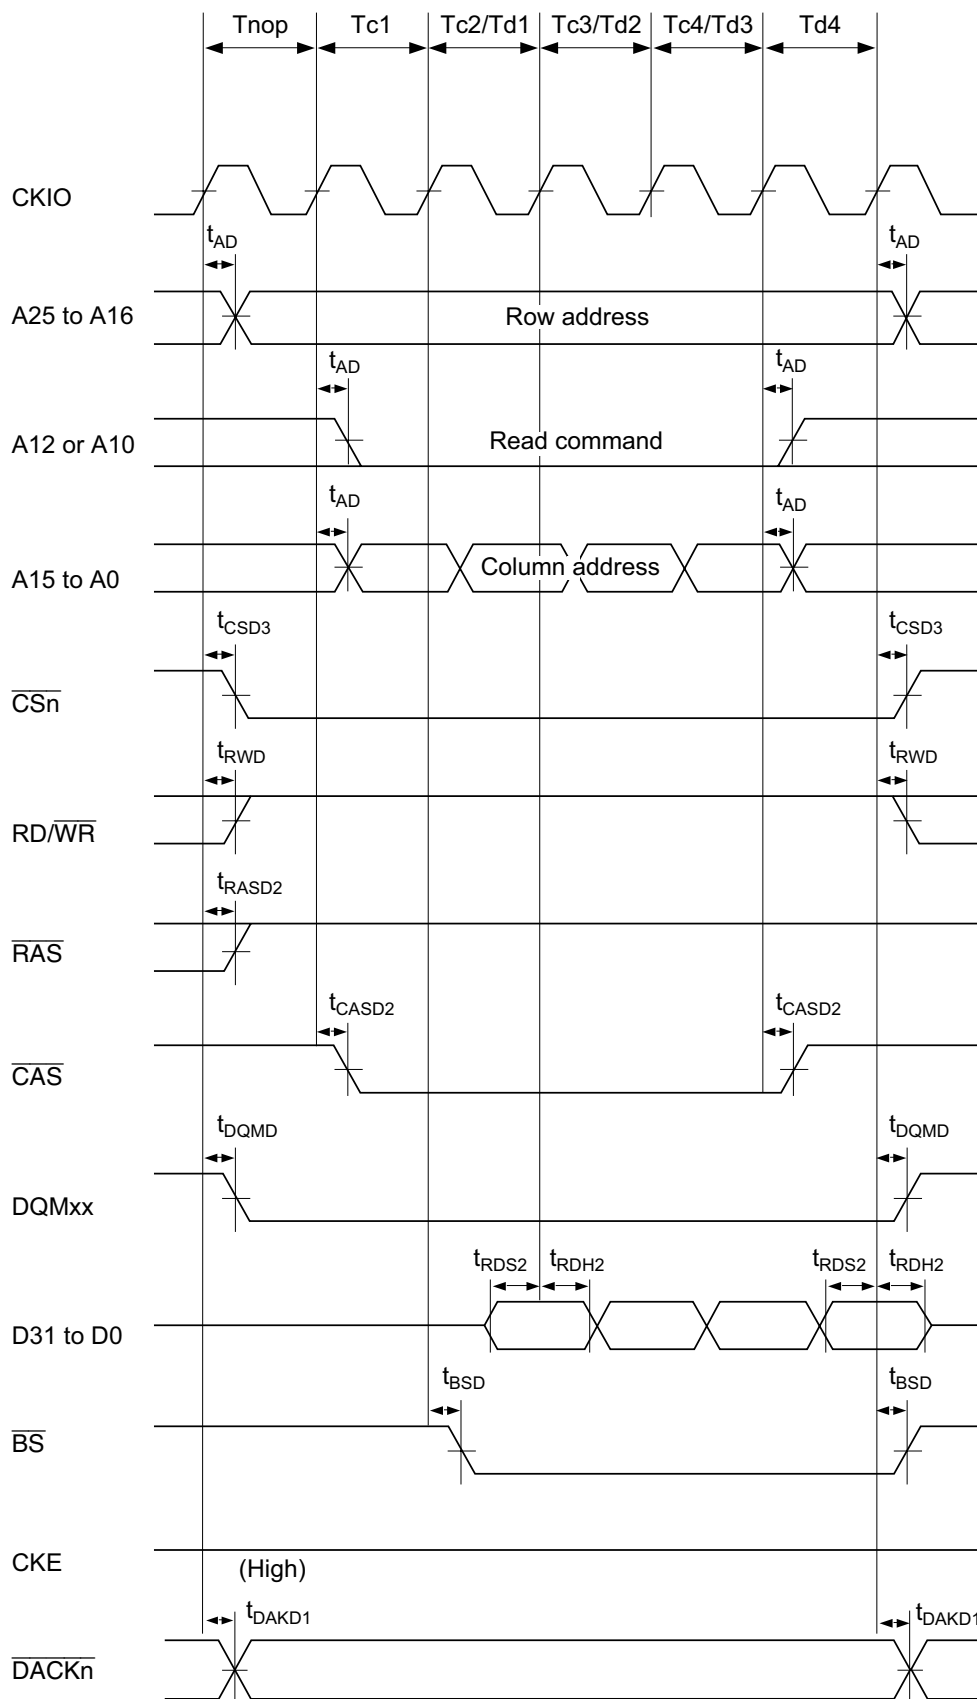 Tnop Tc1 Tc2/Td1 Tc3/Td2 Tc4/Td3 Td4
CKIO
tAD tAD
A25 to A16 Row address
tAD tAD
A12 or A10 Read command
tAD tAD
A15 to A0 Column address
tCSD3 tCSD3
CSn
tRWD tRWD
RD/WR
tRASD2
RAS
tCASD2 tCASD2
CAS
tDQMD tDQMD
DQMxx
tRDS2 tRDH2 tRDS2 tRDH2
D31 to D0
tBSD tBSD
BS
CKE (High)
tDAKD1 tDAKD1
DACKn